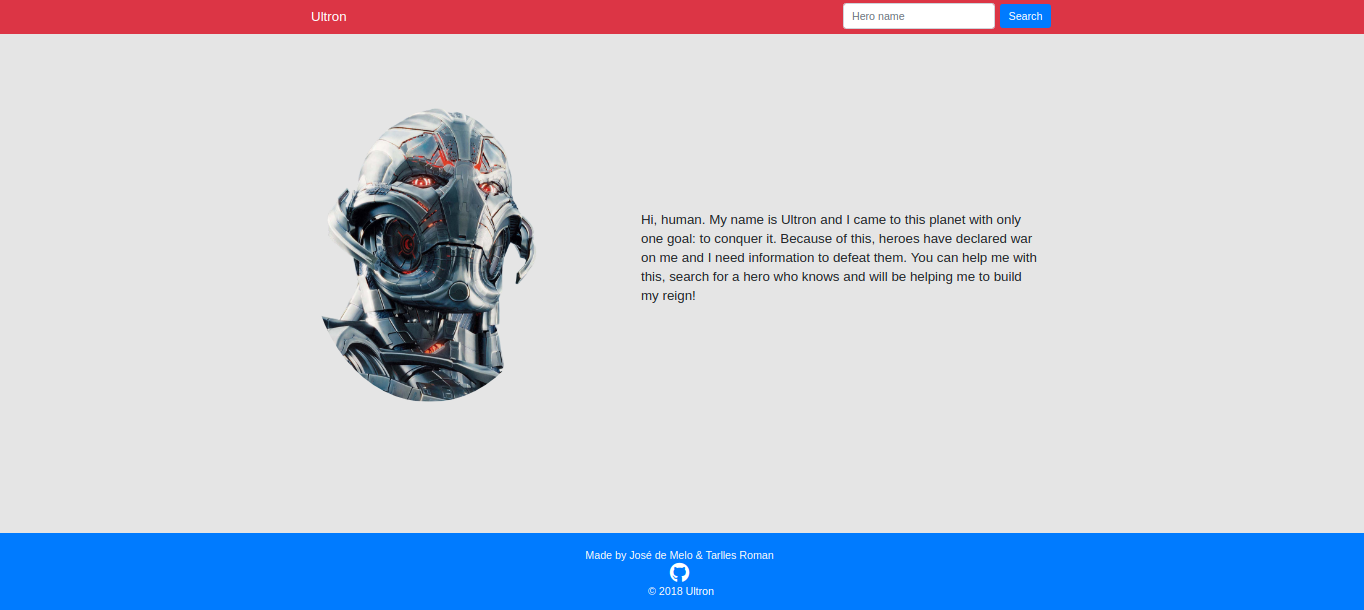 Ultron
Hero name
Search
Hi, human. My name is Ultron and I came to this planet with only
one goal: to conquer it. Because of this, heroes have declared war
on me and I need information to defeat them. You can help me with
this, search for a hero who knows and will be helping me to build
my reign!
Made by José de Melo & Tarlles Roman
© 2018 Ultron